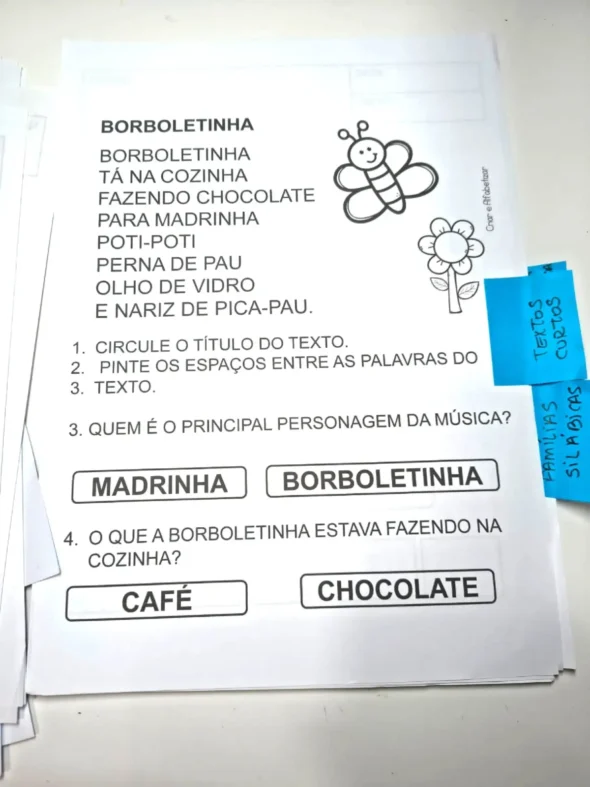 BORBOLETINHA
BORBOLETINHA
TÁ NA COZINHA
FAZENDO CHOCOLATE
PARA MADRINHA
POTI-POTI
PERNA DE PAU
OLHO DE VIDRO
E NARIZ DE PICA-PAU.
Criar e Alfabetizar
1. CIRCULE O TÍTULO DO TEXTO.
2. PINTE OS ESPAÇOS ENTRE AS PALAVRAS DO
3. TEXTO.
3. QUEM É O PRINCIPAL PERSONAGEM DA MÚSICA?
MADRINHA BORBOLETINHA
4. O QUE A BORBOLETINHA ESTAVA FAZENDO NA
COZINHA?
CAFÉ CHOCOLATE
TEXTOS
CURTOS
FAMÍLIAS
SILÁBICAS